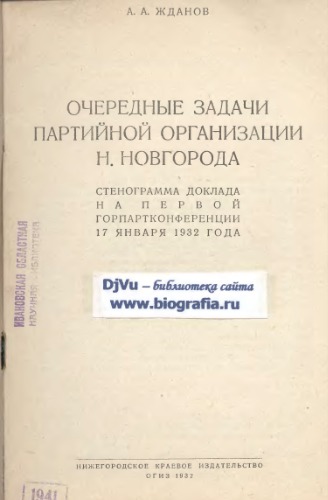 А. А. ЖДАНОВ
ОЧЕРЕДНЫЕ ЗАДАЧИ
ПАРТИЙНОЙ ОРГАНИЗАЦИИ
Н. НОВГОРОДА
СТЕНОГРАММА ДОКЛАДА
НА ПЕРВОЙ
ГОРПАРТКОНФЕРЕНЦИИ
17 ЯНВАРЯ 1932 ГОДА
ИВАНОВСКАЯ ОБЛАСТНАЯ
НАУЧНАЯ БИБЛИОТЕКА
DjVu – библиотека сайта
www.biografia.ru
НИЖЕГОРОДСКОЕ КРАЕВОЕ ИЗДАТЕЛЬСТВО
ОГИЗ 1932
1941